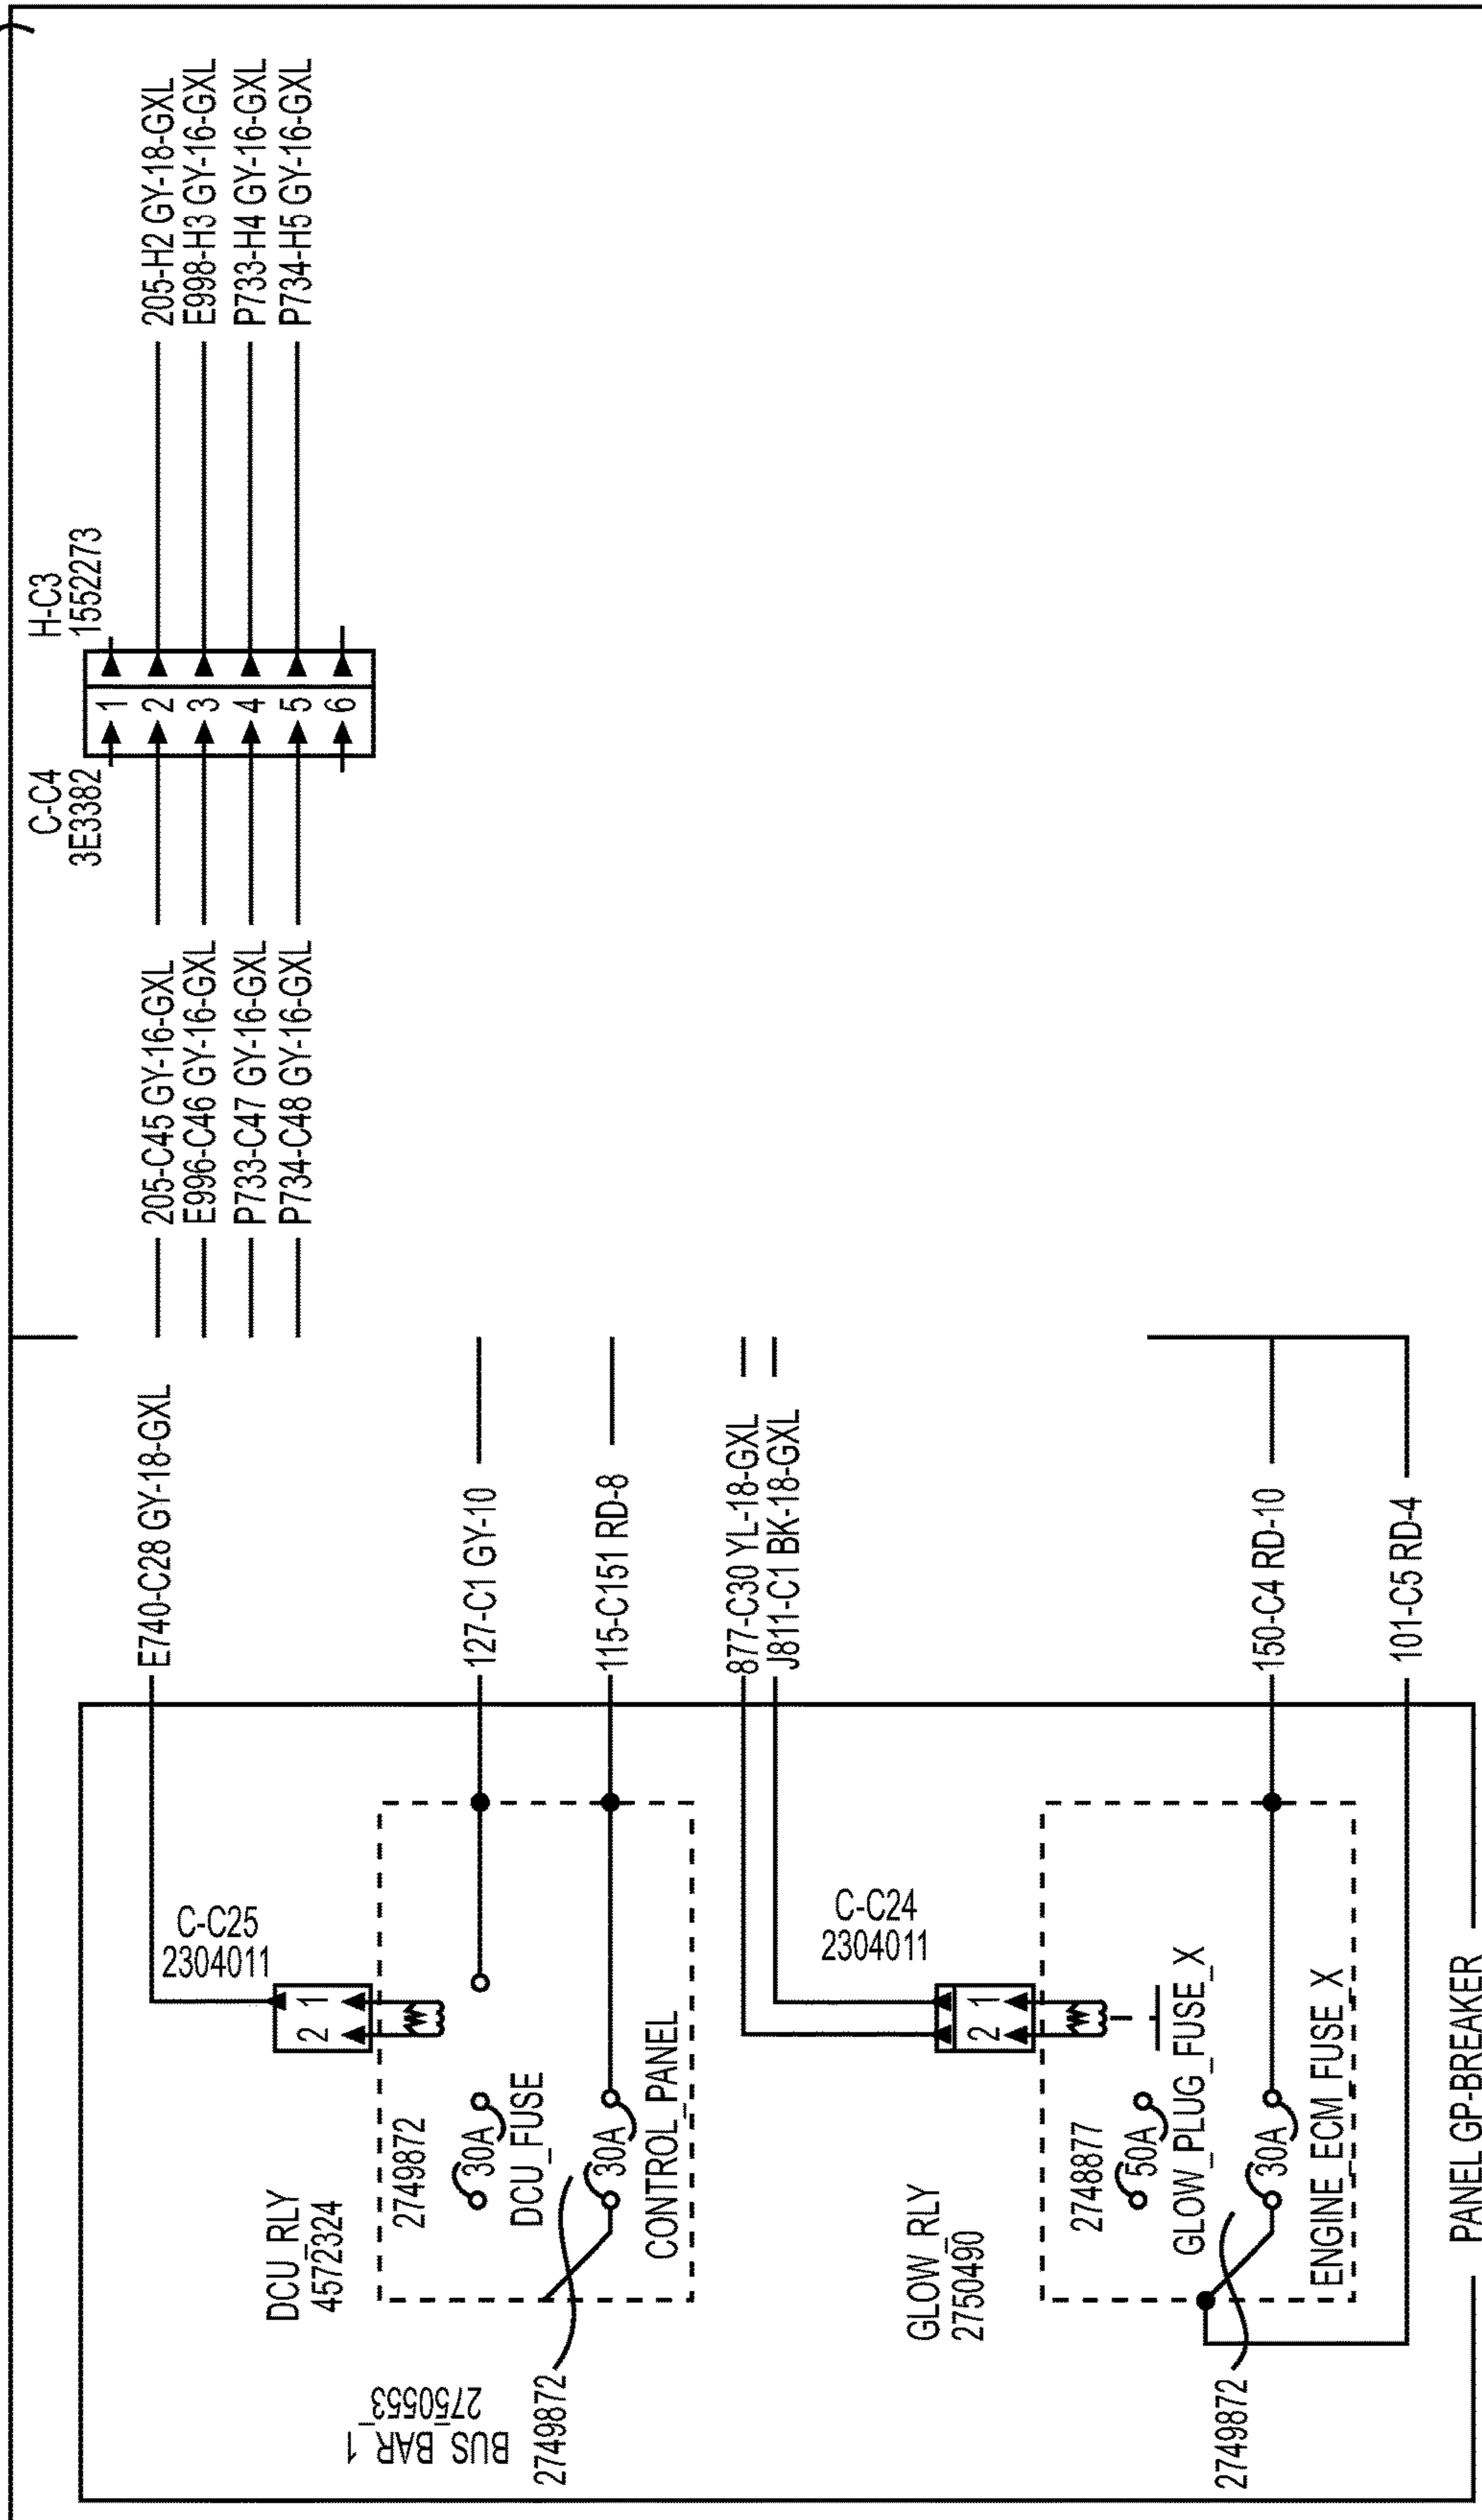 C-C4
3E3382
H-C3
1552273
1
2
3
4
5
6
205-C45 GY-16-GXL
E996-C46 GY-16-GXL
P733-C47 GY-16-GXL
P734-C48 GY-16-GXL
205-H2 GY-18-GXL
E998-H3 GY-16-GXL
P733-H4 GY-16-GXL
P734-H5 GY-16-GXL
E740-C28 GY-18-GXL
C-C25
2304011
2 1
DCU_RLY
4572324
2749872
30A
DCU_FUSE
127-C1 GY-10
BUS_BAR_1
2750553
2749872
30A
CONTROL_PANEL
115-C151 RD-8
877-C30 YL-18-GXL
J811-C1 BK-18-GXL
C-C24
2304011
2 1
GLOW_RLY
2750490
2748877
50A
GLOW_PLUG_FUSE_X
2749872
30A
ENGINE_ECM_FUSE_X
150-C4 RD-10
101-C5 RD-4
PANEL GP-BREAKER